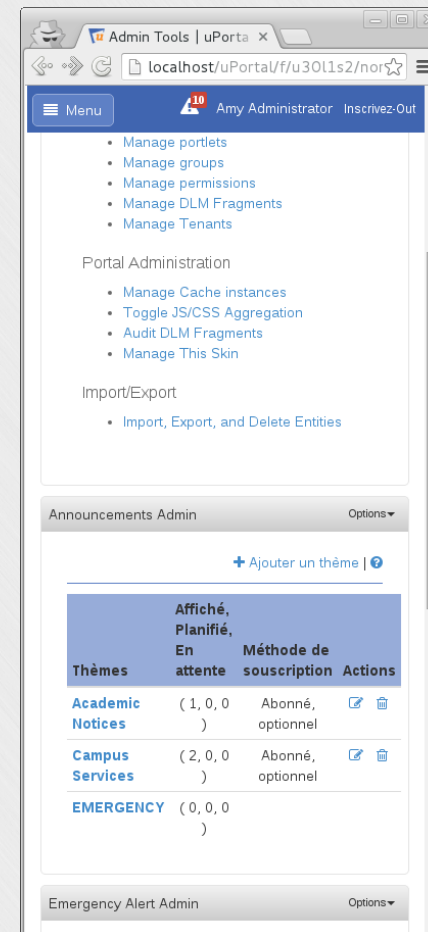 Admin Tools | uPorta
localhost/uPortal/f/u30l1s2/nor
Menu
10
Amy Administrator
Inscrivez-Out
Manage portlets
Manage groups
Manage permissions
Manage DLM Fragments
Manage Tenants
Portal Administration
Manage Cache instances
Toggle JS/CSS Aggregation
Audit DLM Fragments
Manage This Skin
Import/Export
Import, Export, and Delete Entities
Announcements Admin
Options
+ Ajouter un thème | ?
Affiché,
Planifié,
En
Méthode de
Thèmes attente souscription Actions
Academic ( 1, 0, 0 Abonné,
Notices ) optionnel
Campus ( 2, 0, 0 Abonné,
Services ) optionnel
EMERGENCY ( 0, 0, 0
)
Emergency Alert Admin
Options